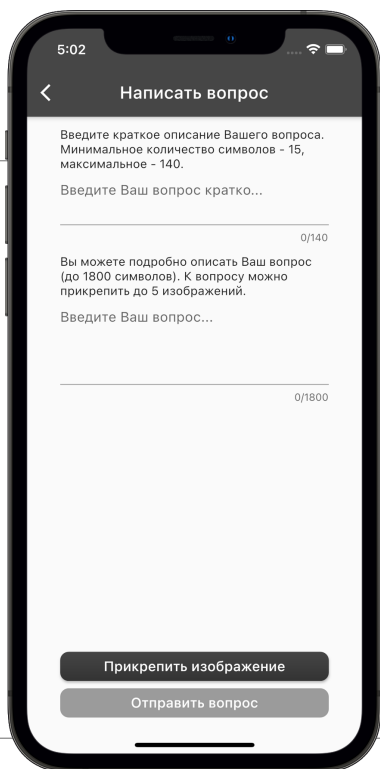 5:02
Написать вопрос
Введите краткое описание Вашего вопроса.
Минимальное количество символов - 15,
максимальное - 140.
Введите Ваш вопрос кратко...
0/140
Вы можете подробно описать Ваш вопрос
(до 1800 символов). К вопросу можно
прикрепить до 5 изображений.
Введите Ваш вопрос...
0/1800
Прикрепить изображение
Отправить вопрос